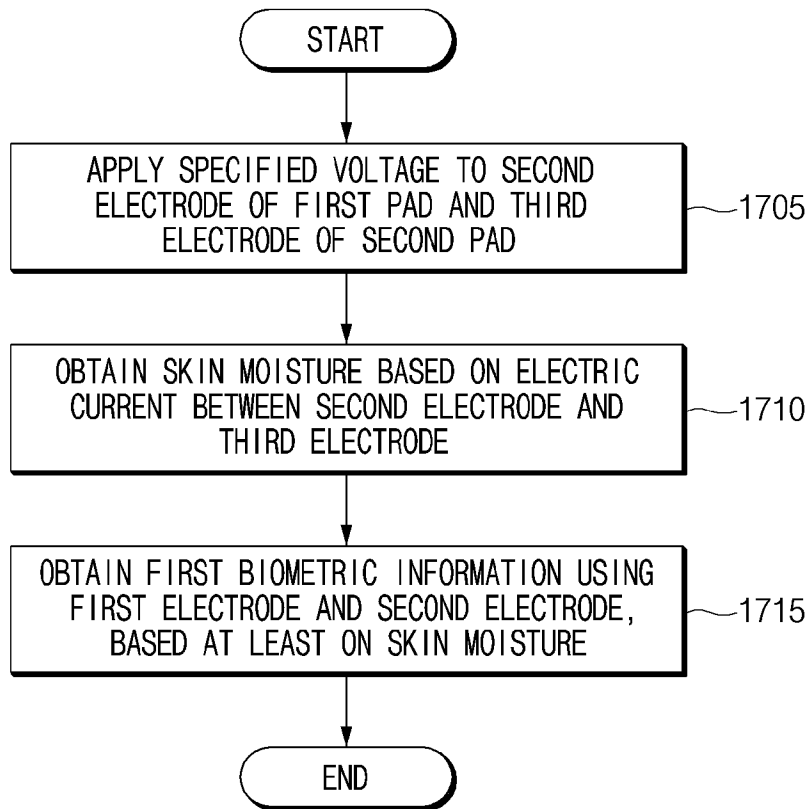 START
APPLY SPECIFIED VOLTAGE TO SECOND
ELECTRODE OF FIRST PAD AND THIRD
ELECTRODE OF SECOND PAD
1705
OBTAIN SKIN MOISTURE BASED ON ELECTRIC
CURRENT BETWEEN SECOND ELECTRODE AND
THIRD ELECTRODE
1710
OBTAIN FIRST BIOMETRIC INFORMATION USING
FIRST ELECTRODE AND SECOND ELECTRODE,
BASED AT LEAST ON SKIN MOISTURE
1715
END